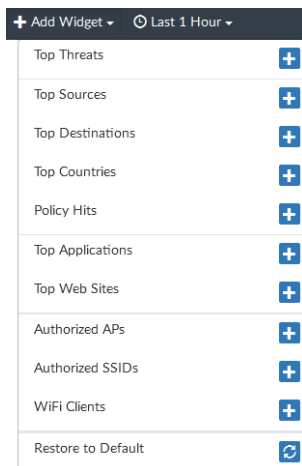 Add Widget Last 1 Hour
Top Threats
Top Sources
Top Destinations
Top Countries
Policy Hits
Top Applications
Top Web Sites
Authorized APs
Authorized SSIDs
WiFi Clients
Restore to Default